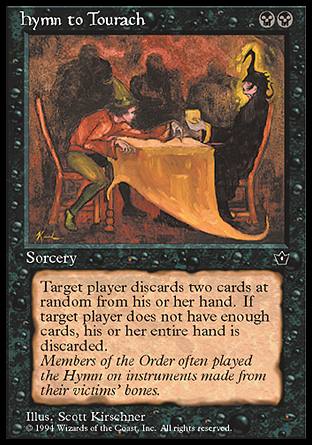 Hymn to Tourach
Sorcery
Target player discards two cards at
random from his or her hand. If
target player does not have enough
cards, his or her entire hand is
discarded.
Members of the Order often played
the Hymn on instruments made from
their victims' bones.
Illus. Scott Kirschner
© 1994 Wizards of the Coast, Inc. All rights reserved.